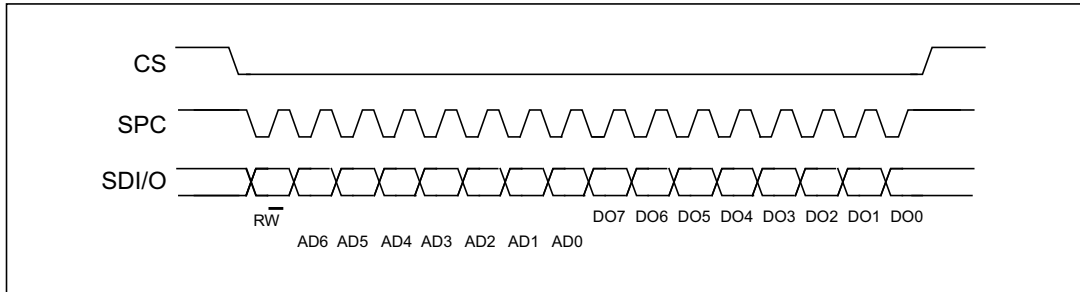 CS
SPC
SDI/O
RW̅
DO7 DO6 DO5 DO4 DO3 DO2 DO1 DO0
AD6 AD5 AD4 AD3 AD2 AD1 AD0